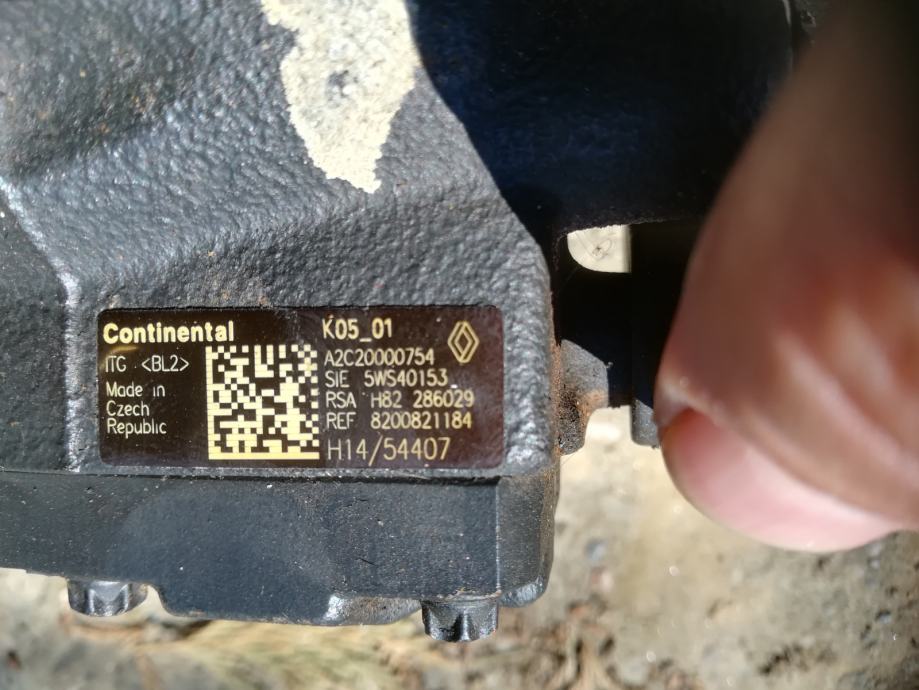 Continental
ITG <BL2>
Made in
Czech
Republic
K05_01
A2C20000754
SIE 5WS40153
RSA H82 286029
REF 8200821184
H14/54407